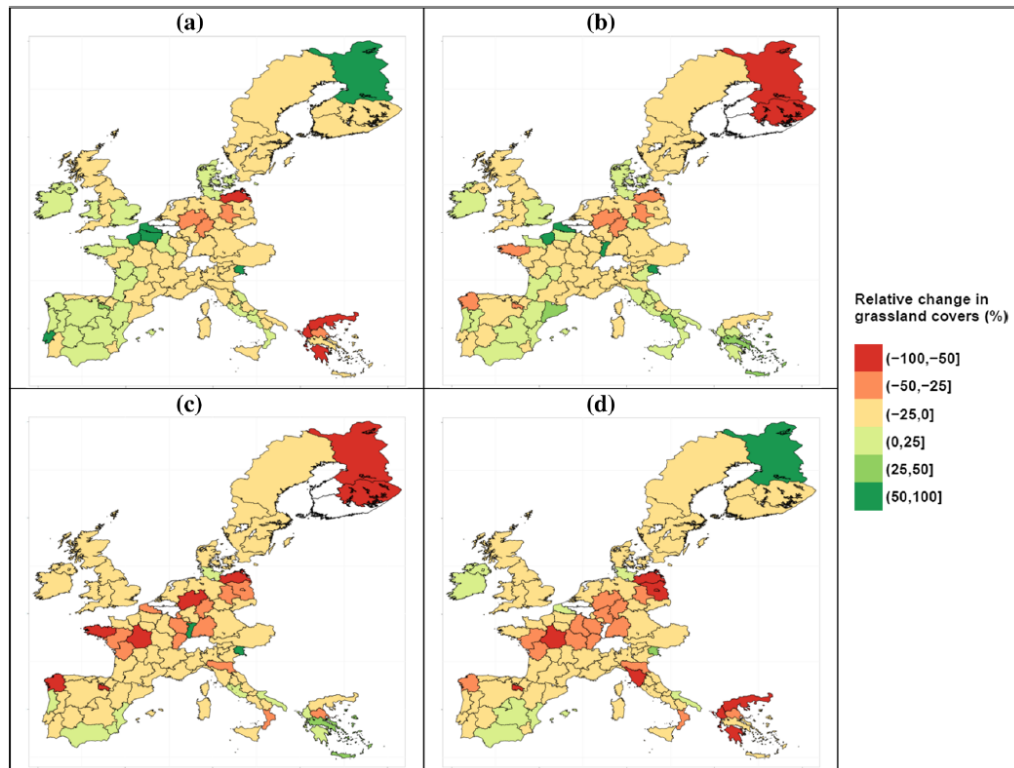 (a)
(b)
(c)
(d)
Relative change in
grassland covers (%)
(−100,−50]
(−50,−25]
(−25,0]
(0,25]
(25,50]
(50,100]